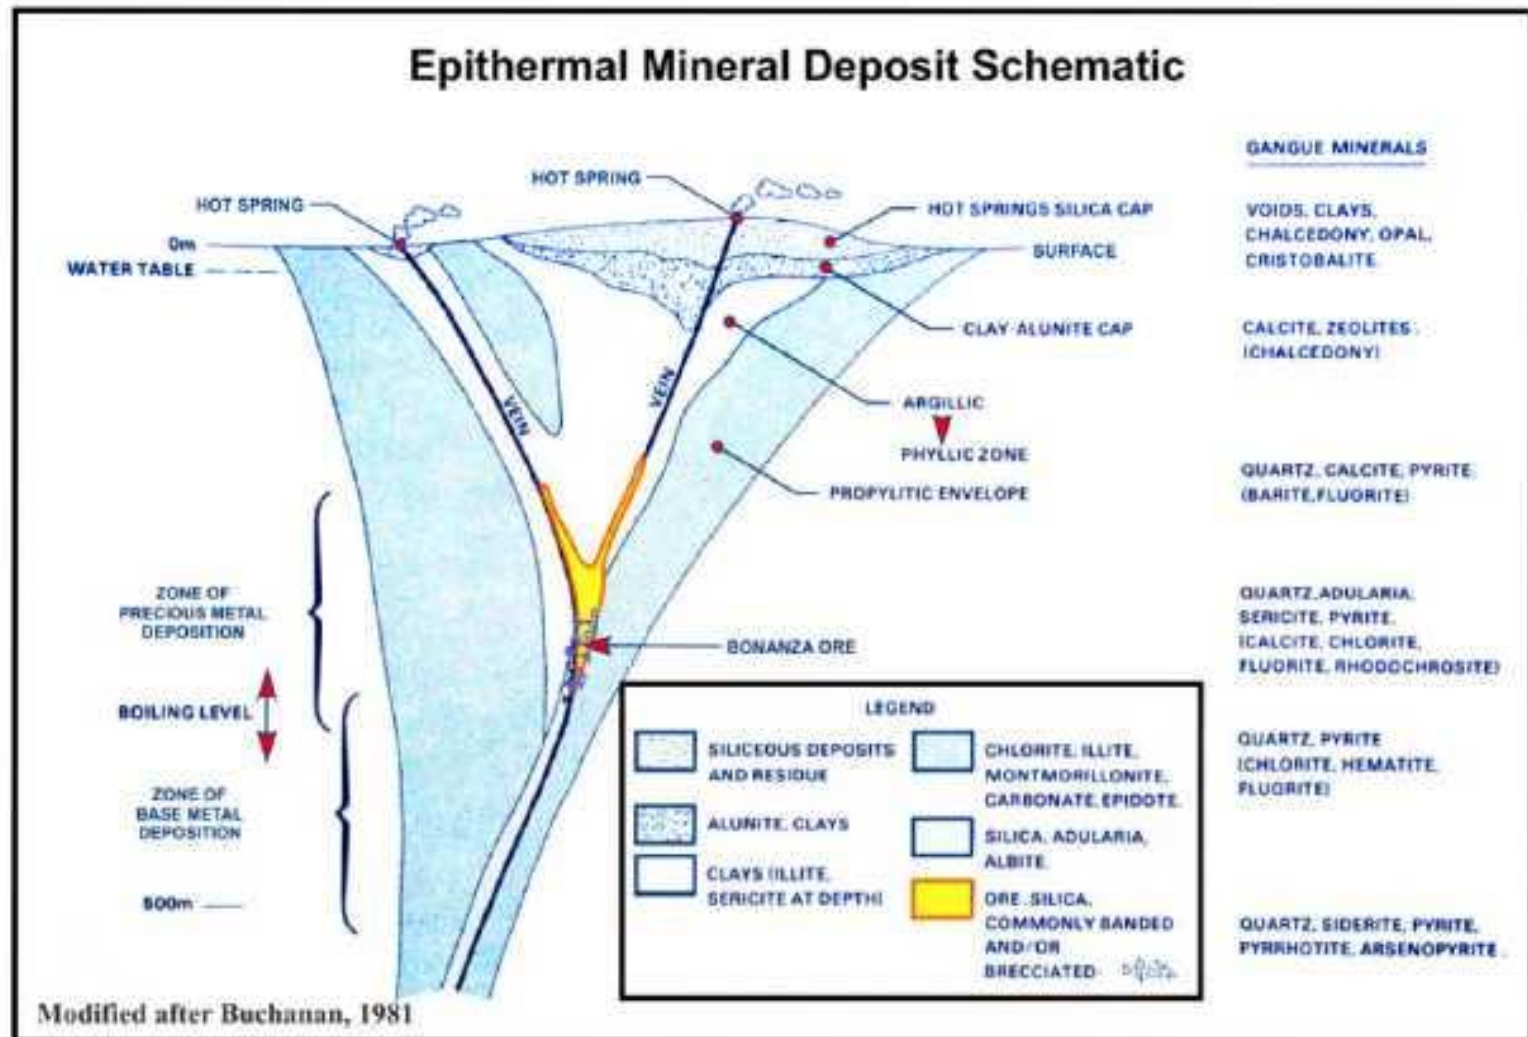 Epithermal Mineral Deposit Schematic
GANGUE MINERALS
HOT SPRING
HOT SPRING
HOT SPRINGS SILICA CAP
VOIDS, CLAYS,
CHALCEDONY, OPAL,
CRISTOBALITE
0m
SURFACE
WATER TABLE
CLAY-ALUNITE CAP
CALCITE, ZEOLITES
(CHALCEDONY)
VEIN
VEIN
ARGILLIC
PHYLLIC ZONE
PROPYLITIC ENVELOPE
QUARTZ, CALCITE, PYRITE,
(BARITE, FLUORITE)
ZONE OF
PRECIOUS METAL
DEPOSITION
BONANZA ORE
QUARTZ, ADULARIA,
SERICITE, PYRITE,
(CALCITE, CHLORITE,
FLUORITE, RHODOCHROSITE)
BOILING LEVEL
ZONE OF
BASE METAL
DEPOSITION
500m
QUARTZ, PYRITE
(CHLORITE, HEMATITE,
FLUORITE)
QUARTZ, SIDERITE, PYRITE,
PYRRHOTITE, ARSENOPYRITE.
LEGEND
SILICEOUS DEPOSITS
AND RESIDUE
ALUNITE, CLAYS
CLAYS (ILLITE,
SERICITE AT DEPTH)
CHLORITE, ILLITE,
MONTMORILLONITE,
CARBONATE, EPIDOTE.
SILICA, ADULARIA,
ALBITE.
ORE. SILICA,
COMMONLY BANDED
AND/OR
BRECCIATED
Modified after Buchanan, 1981